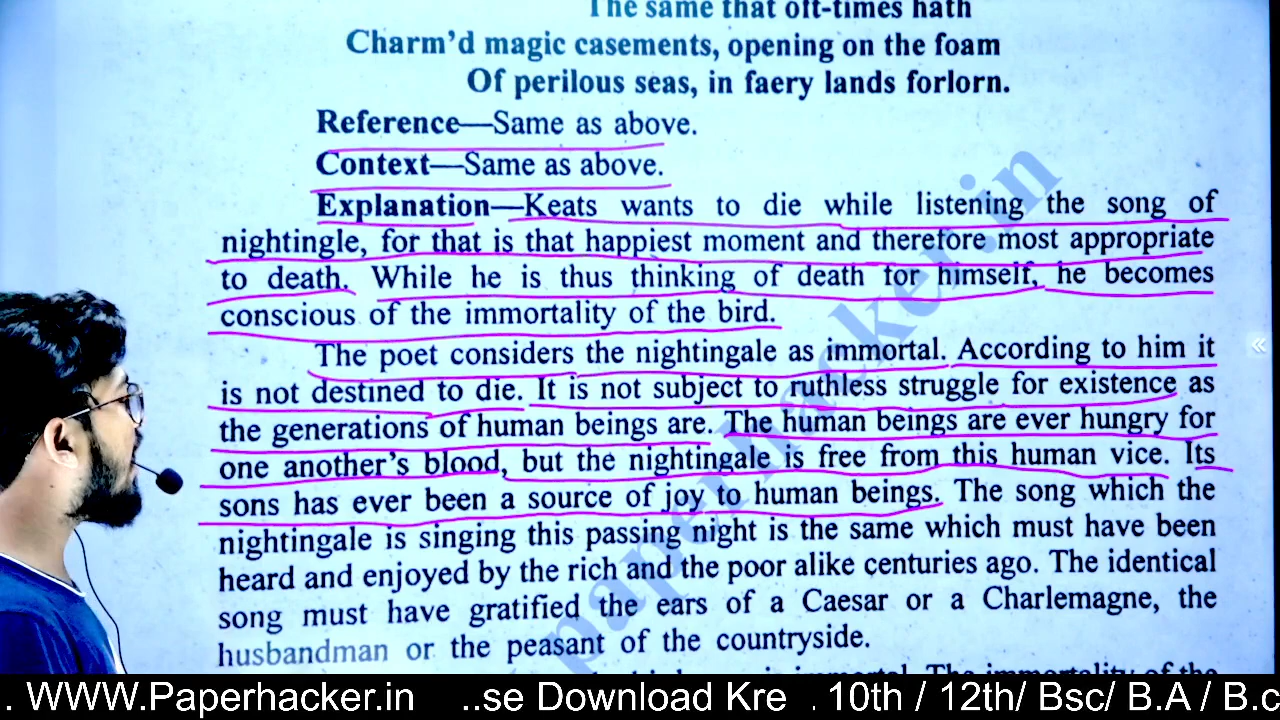 The same that oft-times hath
Charm’d magic casements, opening on the foam
Of perilous seas, in faery lands forlorn.
Reference—Same as above.
Context—Same as above.
Explanation—Keats wants to die while listening the song of
nightingle, for that is that happiest moment and therefore most appropriate
to death. While he is thus thinking of death for himself, he becomes
conscious of the immortality of the bird.
The poet considers the nightingale as immortal. According to him it
is not destined to die. It is not subject to ruthless struggle for existence as
the generations of human beings are. The human beings are ever hungry for
one another’s blood, but the nightingale is free from this human vice. Its
sons has ever been a source of joy to human beings. The song which the
nightingale is singing this passing night is the same which must have been
heard and enjoyed by the rich and the poor alike centuries ago. The identical
song must have gratified the ears of a Caesar or a Charlemagne, the
husbandman or the peasant of the countryside.
immortal. The immortality of the
paperhacker.in
. WWW.Paperhacker.in ..se Download Kre . 10th / 12th/ Bsc/ B.A / B.c
«